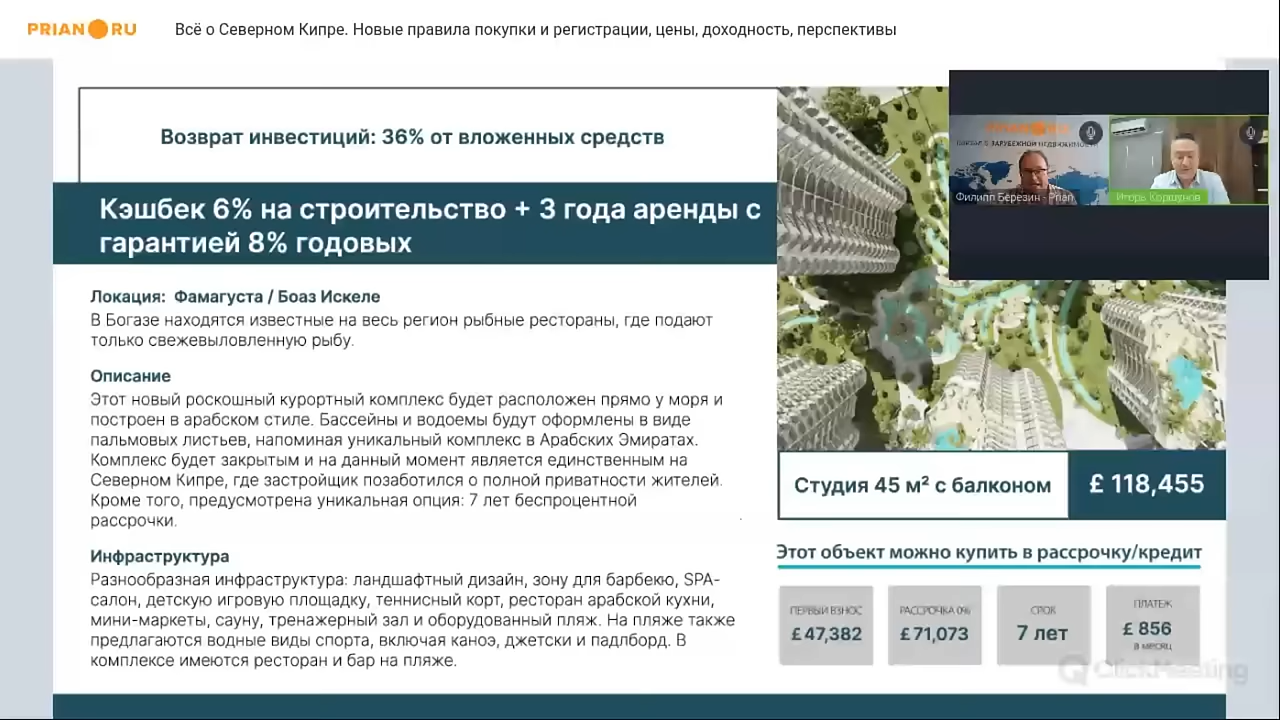 PRIAN RU
Всё о Северном Кипре. Новые правила покупки и регистрации, цены, доходность, перспективы
Возврат инвестиций: 36% от вложенных средств
Кэшбек 6% на строительство + 3 года аренды с
гарантией 8% годовых
Локация: Фамагуста / Боаз Искеле
В Богазе находятся известные на весь регион рыбные рестораны, где подают
только свежевыловленную рыбу.
Описание
Этот новый роскошный курортный комплекс будет расположен прямо у моря и
построен в арабском стиле. Бассейны и водоемы будут оформлены в виде
пальмовых листьев, напоминая уникальный комплекс в Арабских Эмиратах.
Комплекс будет закрытым и на данный момент является единственным на
Северном Кипре, где застройщик позаботился о полной приватности жителей.
Кроме того, предусмотрена уникальная опция: 7 лет беспроцентной
рассрочки.
Инфраструктура
Разнообразная инфраструктура: ландшафтный дизайн, зону для барбекю, SPA-
салон, детскую игровую площадку, теннисный корт, ресторан арабской кухни,
мини-маркеты, сауну, тренажерный зал и оборудованный пляж. На пляже также
предлагаются водные виды спорта, включая каноэ, джетски и падлборд. В
комплексе имеются ресторан и бар на пляже.
PRIAN RU
ЗАРУБЕЖНОЙ НЕДВИЖИМОСТИ
Филипп Березин - Prian
Игорь Коршунов
Студия 45 м² с балконом
£ 118,455
Этот объект можно купить в рассрочку/кредит
ПЕРВЫЙ ВЗНОС
£ 47,382
РАССРОЧКА 0%
£ 71,073
СРОК
7 лет
ПЛАТЕЖ
£ 856
в месяц
ClickMeeting